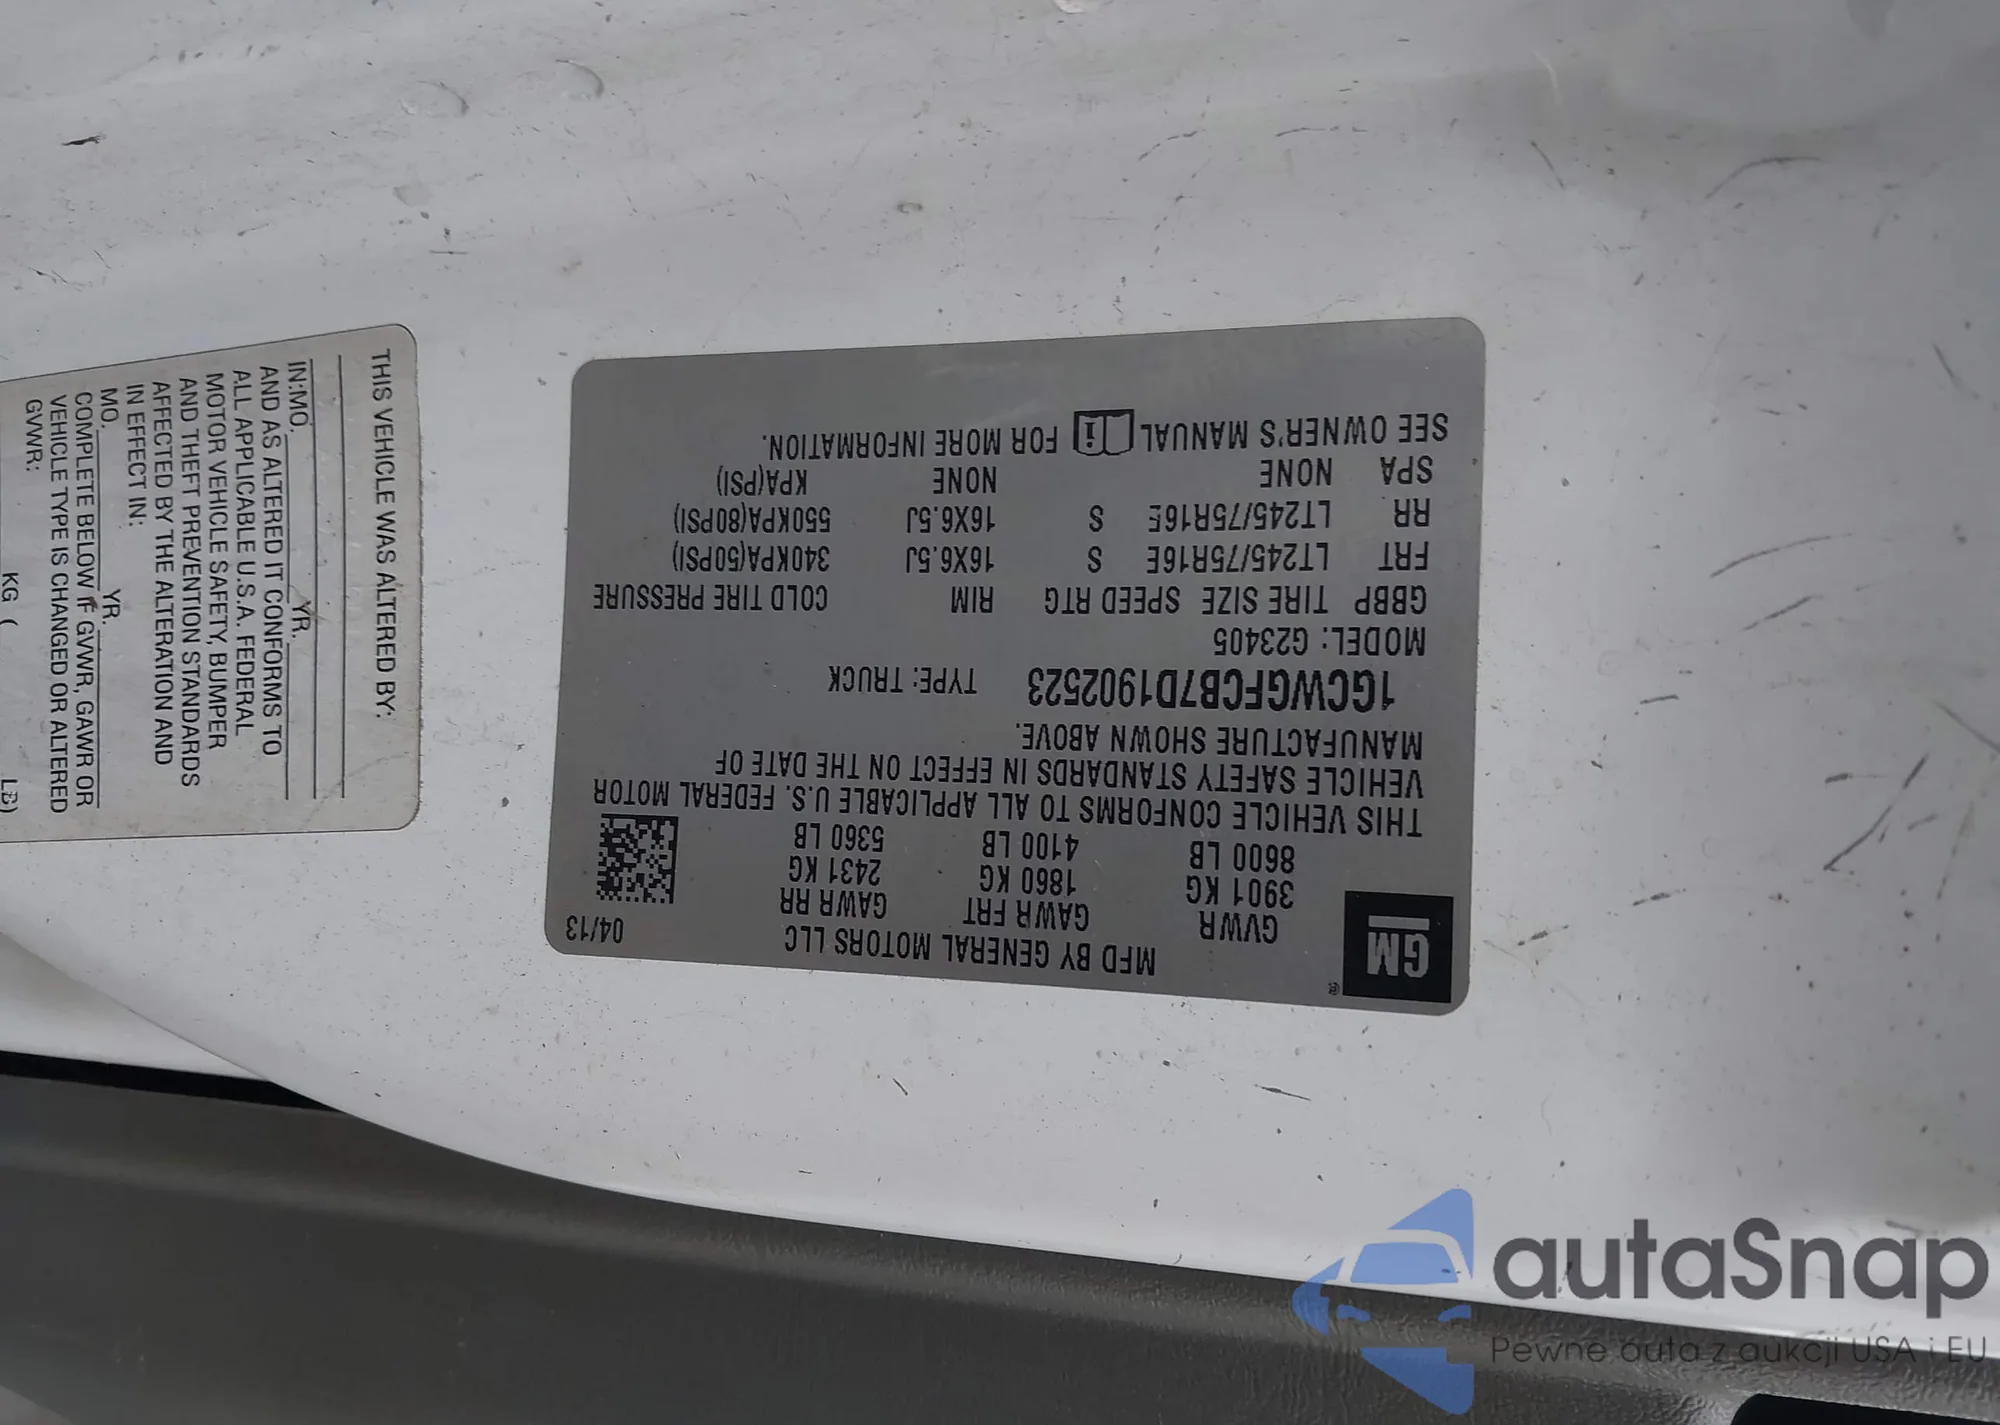 GM
®
MFD BY GENERAL MOTORS LLC 04/13
GVWR GAWR FRT GAWR RR
3901 KG 1860 KG 2431 KG
8600 LB 4100 LB 5360 LB
THIS VEHICLE CONFORMS TO ALL APPLICABLE U.S. FEDERAL MOTOR
VEHICLE SAFETY STANDARDS IN EFFECT ON THE DATE OF
MANUFACTURE SHOWN ABOVE.
1GCWGFCB7D1902523 TYPE: TRUCK
MODEL: G23405
GBBP TIRE SIZE SPEED RTG RIM COLD TIRE PRESSURE
FRT LT245/75R16E S 16X6.5J 340KPA(50PSI)
RR LT245/75R16E S 16X6.5J 550KPA(80PSI)
SPA NONE NONE KPA(PSI)
SEE OWNER'S MANUAL i FOR MORE INFORMATION.
THIS VEHICLE WAS ALTERED BY:
IN:MO. YR.
AND AS ALTERED IT CONFORMS TO
ALL APPLICABLE U.S.A. FEDERAL
MOTOR VEHICLE SAFETY, BUMPER
AND THEFT PREVENTION STANDARDS
AFFECTED BY THE ALTERATION AND
IN EFFECT IN:
MO. YR.
COMPLETE BELOW IF GVWR, GAWR OR
VEHICLE TYPE IS CHANGED OR ALTERED
GVWR:
KG ( LB)
autaSnap
Pewne auta z aukcji USA i EU